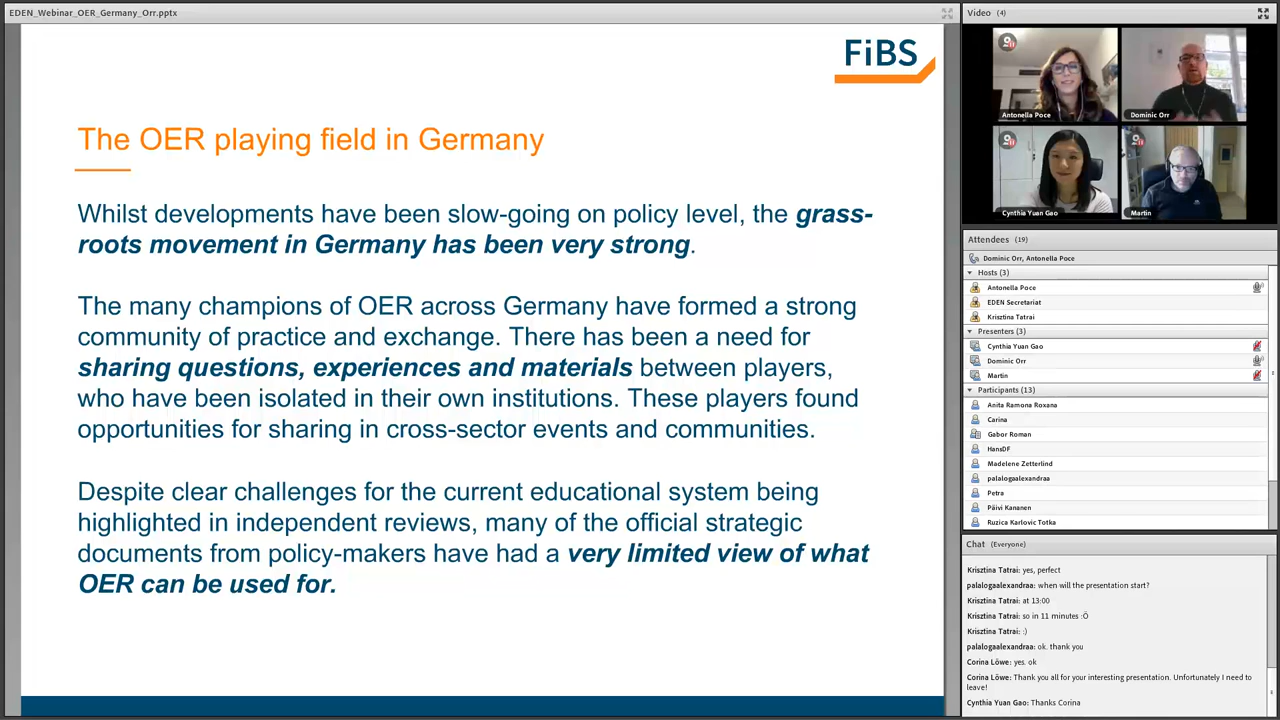 EDEN_Webinar_OER_Germany_Orr.pptx
FiBS
The OER playing field in Germany
Whilst developments have been slow-going on policy level, the grass-
roots movement in Germany has been very strong.
The many champions of OER across Germany have formed a strong
community of practice and exchange. There has been a need for
sharing questions, experiences and materials between players,
who have been isolated in their own institutions. These players found
opportunities for sharing in cross-sector events and communities.
Despite clear challenges for the current educational system being
highlighted in independent reviews, many of the official strategic
documents from policy-makers have had a very limited view of what
OER can be used for.
Video (4)
Antonella Poce
Dominic Orr
Cynthia Yuan Gao
Martin
Attendees (19)
Dominic Orr, Antonella Poce
Hosts (3)
Antonella Poce
EDEN Secretariat
Krisztina Tatrai
Presenters (3)
Cynthia Yuan Gao
Dominic Orr
Martin
Participants (13)
Anita Ramona Roxana
Carina
Gabor Roman
HansDF
Madelene Zetterlind
palalogaalexandraa
Petra
Päivi Kananen
Ruzica Karlovic Totka
Chat (Everyone)
Krisztina Tatrai: yes, perfect
palalogaalexandraa: when will the presentation start?
Krisztina Tatrai: at 13:00
Krisztina Tatrai: so in 11 minutes :Ö
Krisztina Tatrai: :)
palalogaalexandraa: ok. thank you
Corina Löwe: yes. ok
Corina Löwe: Thank you all for your interesting presentation. Unfortunately I need to
leave!
Cynthia Yuan Gao: Thanks Corina